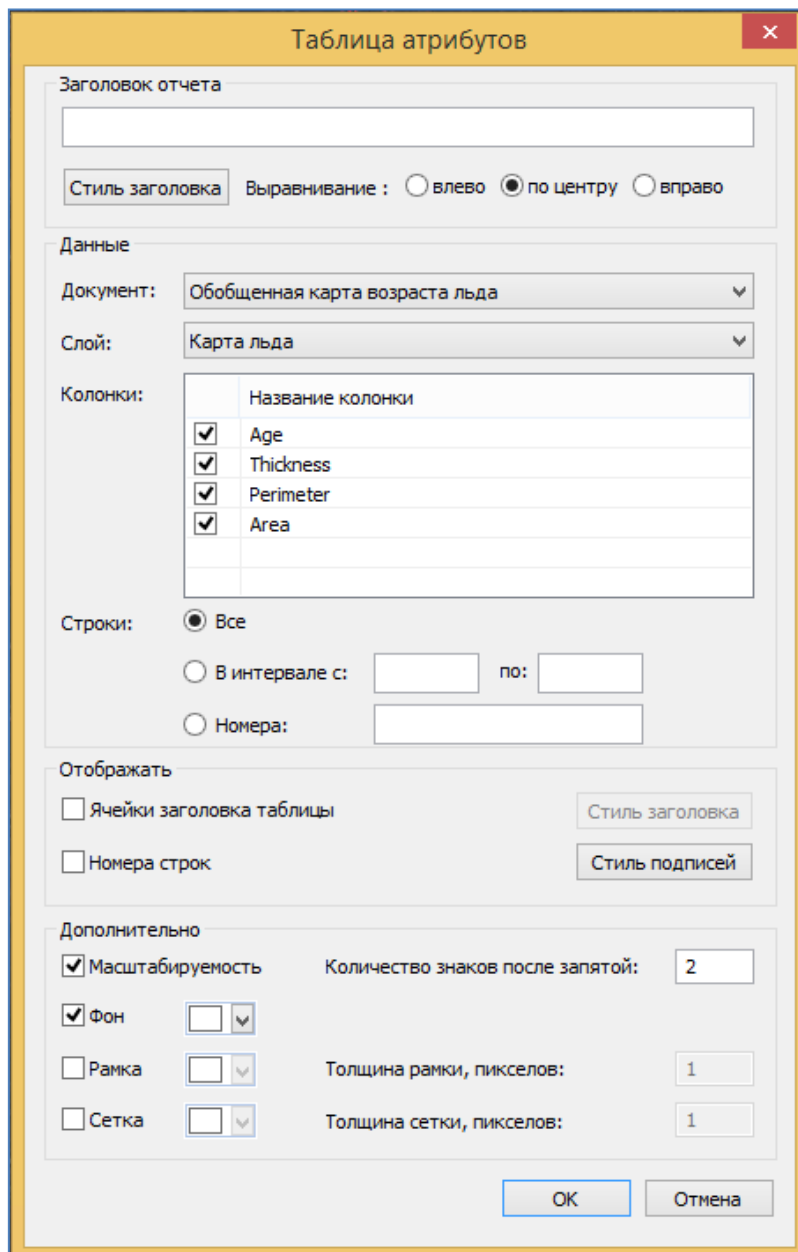 Таблица атрибутов
Заголовок отчета
Стиль заголовка Выравнивание : влево по центру вправо
Данные
Документ: Обобщенная карта возраста льда
Слой: Карта льда
Колонки: Название колонки
Age
Thickness
Perimeter
Area
Строки: Все
В интервале с: по:
Номера:
Отображать
Ячейки заголовка таблицы Стиль заголовка
Номера строк Стиль подписей
Дополнительно
Масштабируемость Количество знаков после запятой: 2
Фон
Рамка Толщина рамки, пикселов: 1
Сетка Толщина сетки, пикселов: 1
ОК Отмена